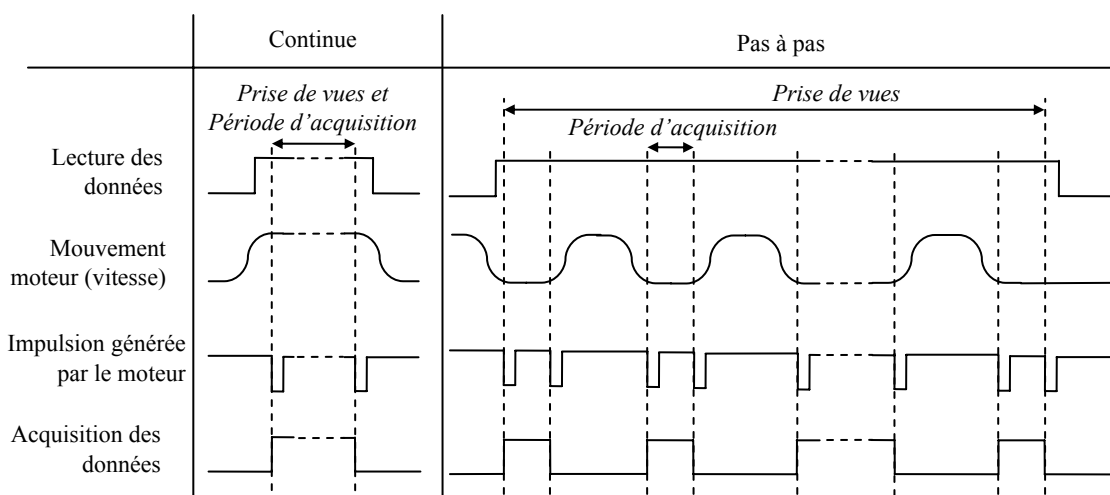 Continue
Pas à pas
Prise de vues et
Période d'acquisition
Prise de vues
Période d'acquisition
Lecture des
données
Mouvement
moteur (vitesse)
Impulsion générée
par le moteur
Acquisition des
données